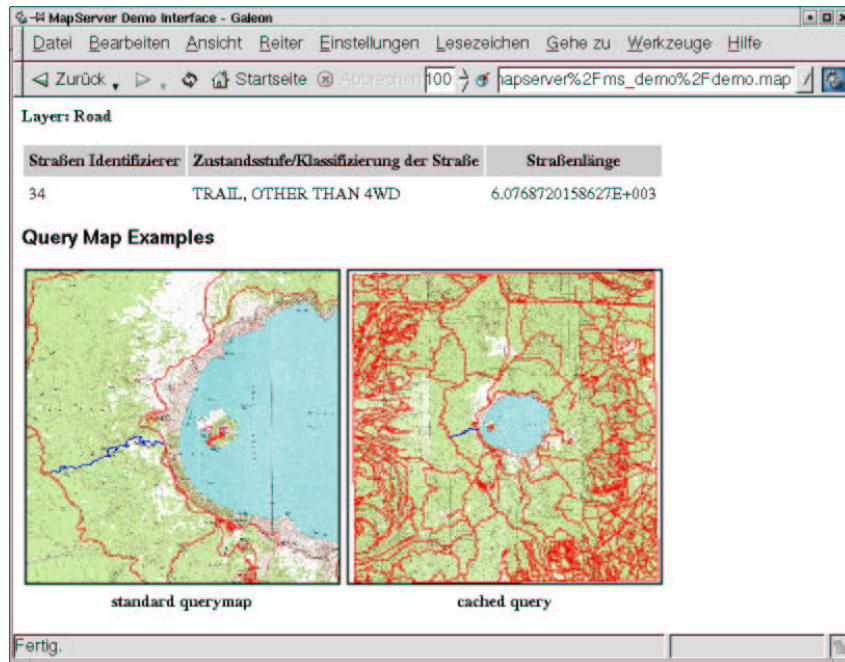 MapServer Demo Interface - Galeon
Datei Bearbeiten Ansicht Reiter Einstellungen Lesezeichen Gehe zu Werkzeuge Hilfe
Zurück Startseite Abbrechen 100 napserver%2Fms_demo%2Fdemo.map
Layer: Road
Straßen Identifizierer Zustandsstufe/Klassifizierung der Straße Straßenlänge
34 TRAIL, OTHER THAN 4WD 6.0768720158627E+003
Query Map Examples
standard querymap cached query
Fertig.